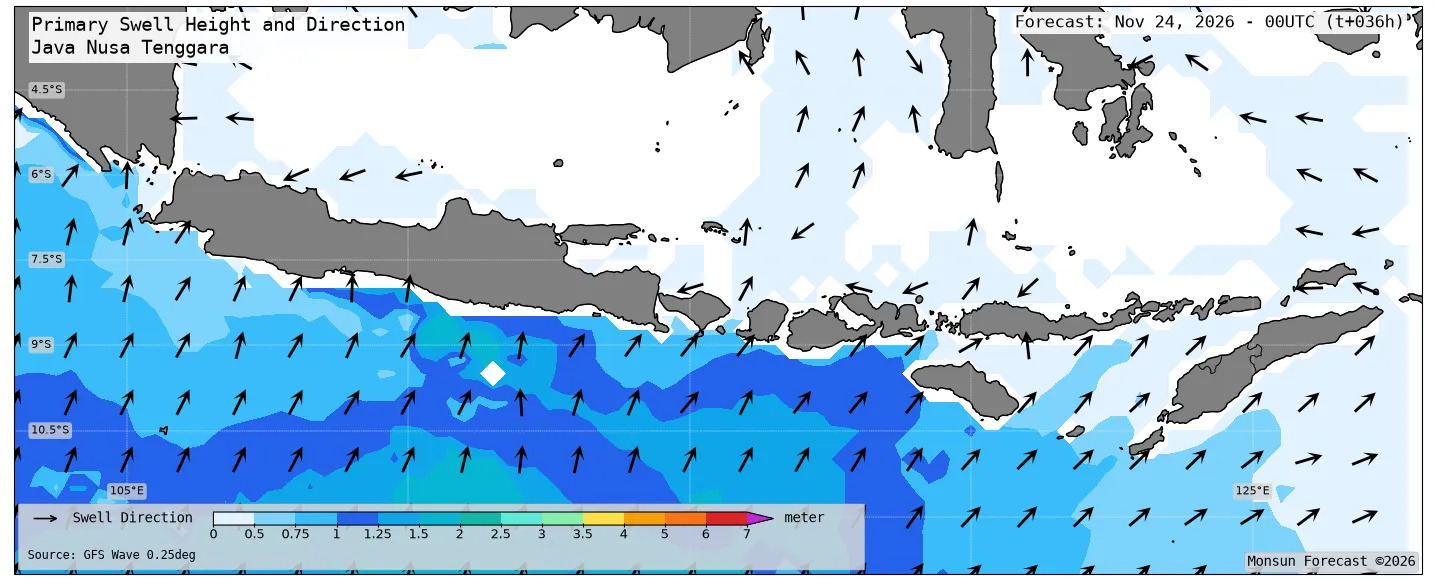 Primary Swell Height and Direction
Java Nusa Tenggara
Forecast: Nov 24, 2026 - 00UTC (t+036h)
4.5°S
6°S
7.5°S
9°S
10.5°S
105°E
125°E
Swell Direction
0 0.5 0.75 1 1.25 1.5 2 2.5 3 3.5 4 5 6 7
meter
Source: GFS Wave 0.25deg
Monsun Forecast ©2026